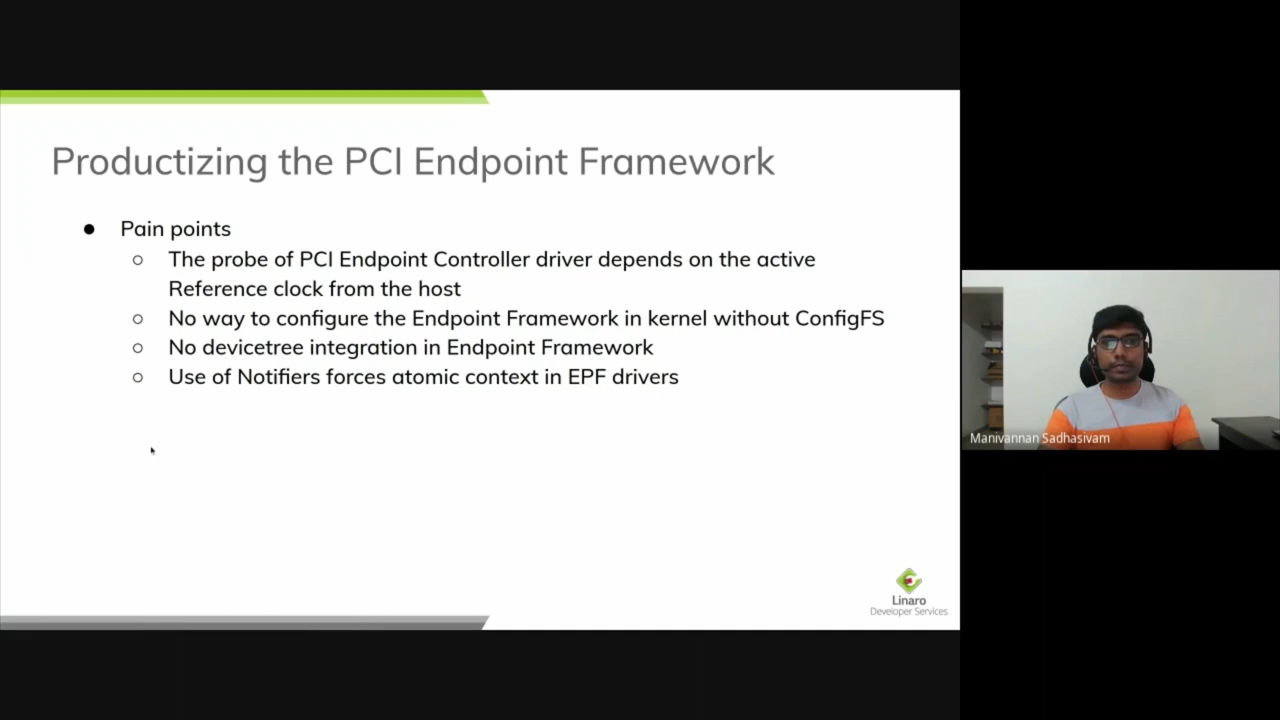 Productizing the PCI Endpoint Framework
● Pain points
○ The probe of PCI Endpoint Controller driver depends on the active
Reference clock from the host
○ No way to configure the Endpoint Framework in kernel without ConfigFS
○ No devicetree integration in Endpoint Framework
○ Use of Notifiers forces atomic context in EPF drivers
Manivannan Sadhasivam
Linaro
Developer Services